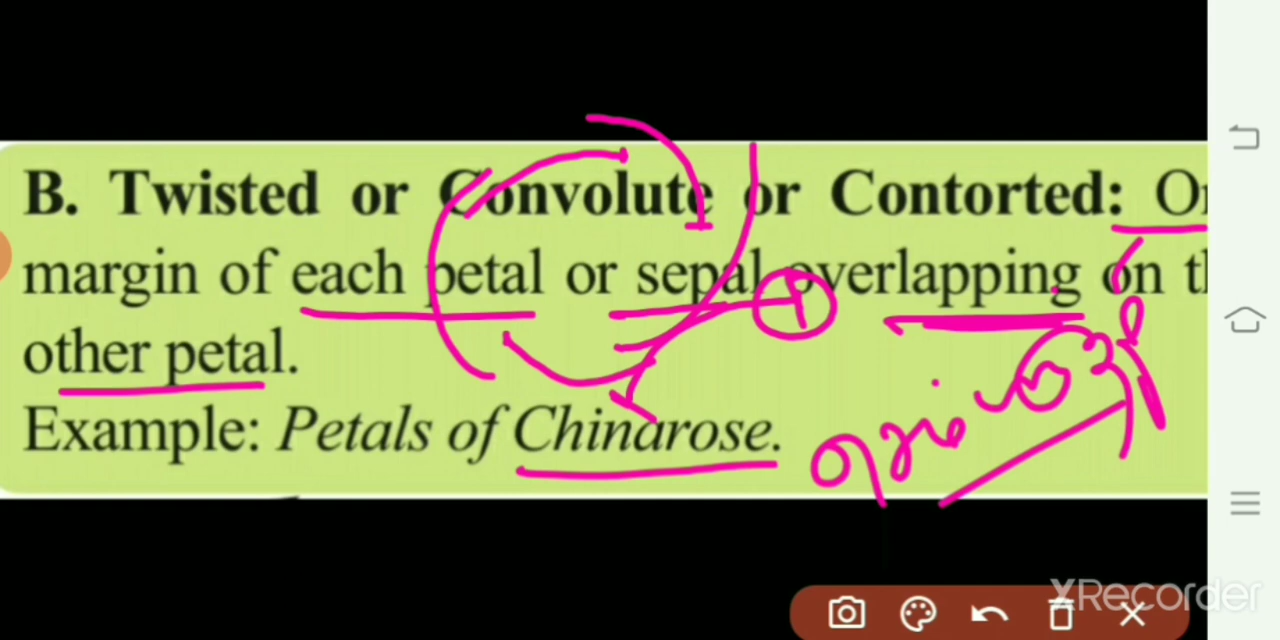 B. Twisted or Convolute or Contorted: On
margin of each petal or sepal overlapping on th
other petal.
Example: Petals of Chinarose.
XRecorder